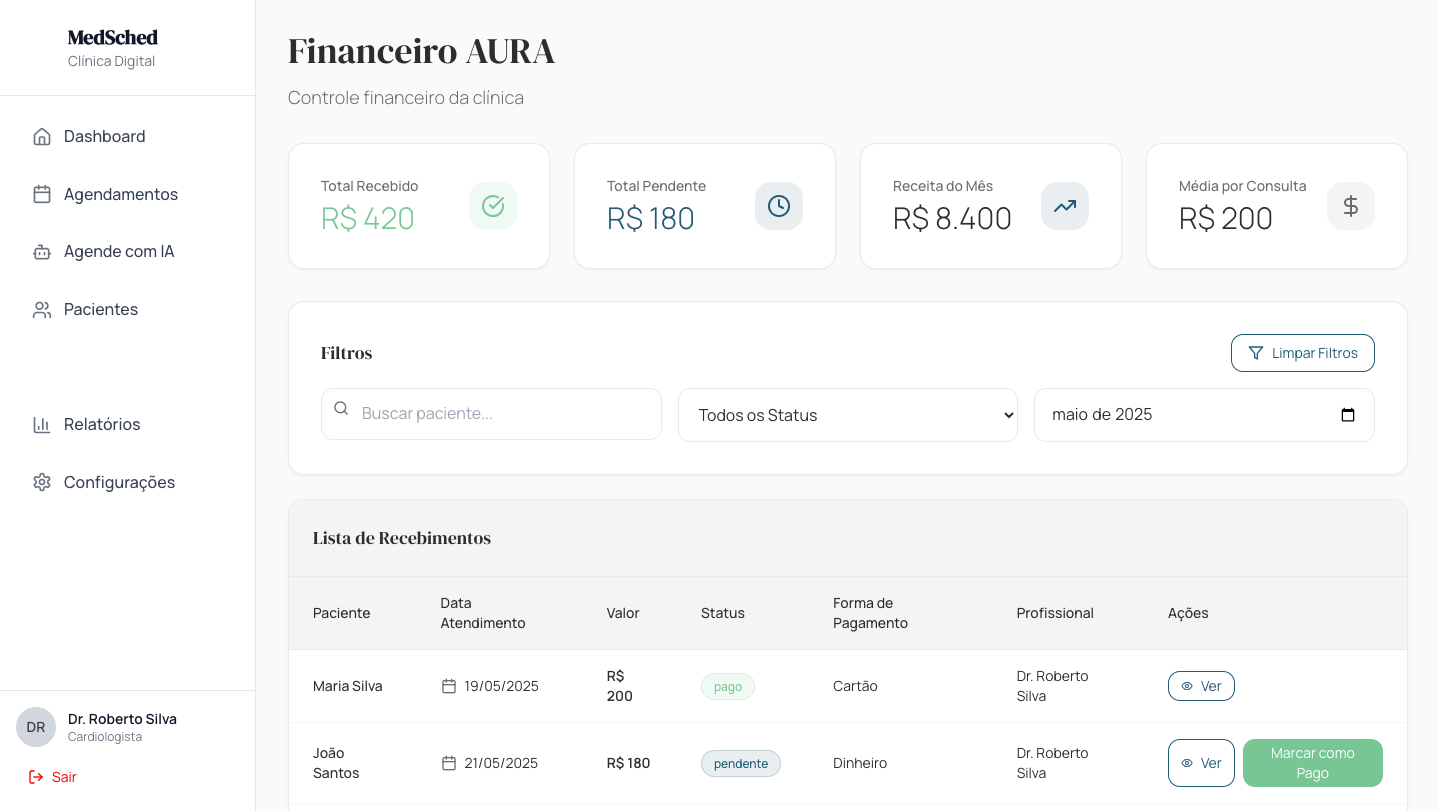 MedSched
Clínica Digital
Dashboard
Agendamentos
Agende com IA
Pacientes
Relatórios
Configurações
DR
Dr. Roberto Silva
Cardiologista
Sair
Financeiro AURA
Controle financeiro da clínica
Total Recebido
R$ 420
Total Pendente
R$ 180
Receita do Mês
R$ 8.400
Média por Consulta
R$ 200
Filtros
Limpar Filtros
Buscar paciente...
Todos os Status
maio de 2025
Lista de Recebimentos
Paciente
Data
Atendimento
Valor
Status
Forma de
Pagamento
Profissional
Ações
Maria Silva
19/05/2025
R$
200
pago
Cartão
Dr. Roberto
Silva
Ver
João
Santos
21/05/2025
R$ 180
pendente
Dinheiro
Dr. Roberto
Silva
Ver
Marcar como
Pago